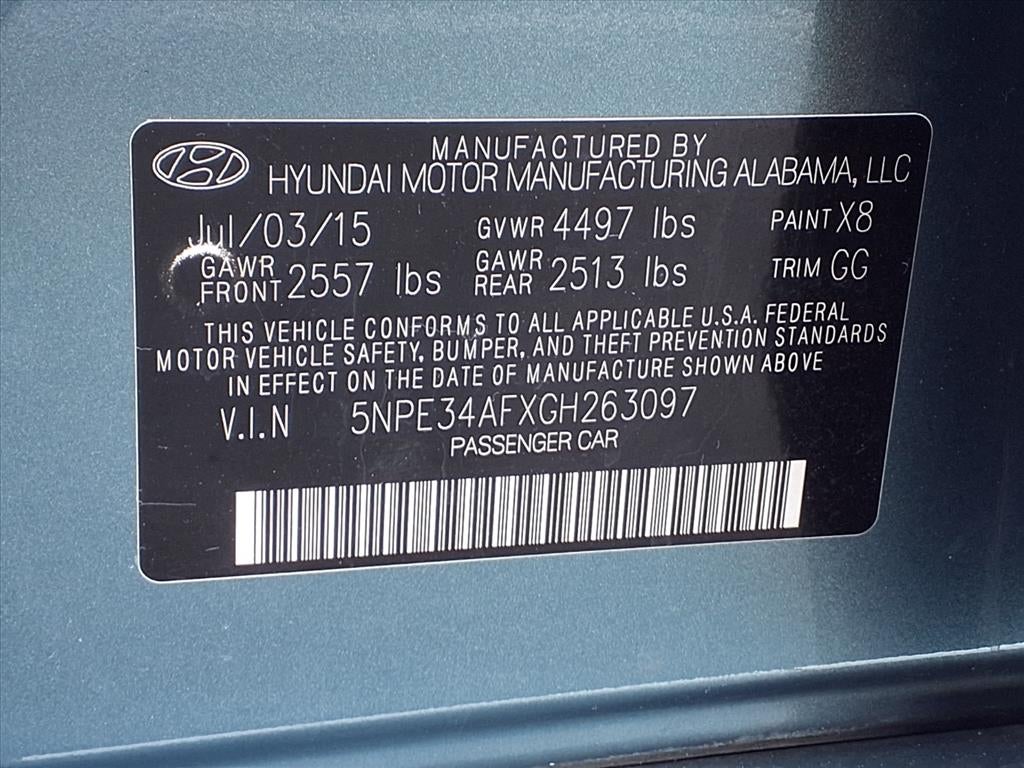 MANUFACTURED BY
HYUNDAI MOTOR MANUFACTURING ALABAMA, LLC
Jul/03/15 GVWR 4497 lbs PAINT X8
GAWR FRONT 2557 lbs GAWR REAR 2513 lbs TRIM GG
THIS VEHICLE CONFORMS TO ALL APPLICABLE U.S.A. FEDERAL
MOTOR VEHICLE SAFETY, BUMPER, AND THEFT PREVENTION STANDARDS
IN EFFECT ON THE DATE OF MANUFACTURE SHOWN ABOVE
V.I.N 5NPE34AFXGH263097
PASSENGER CAR